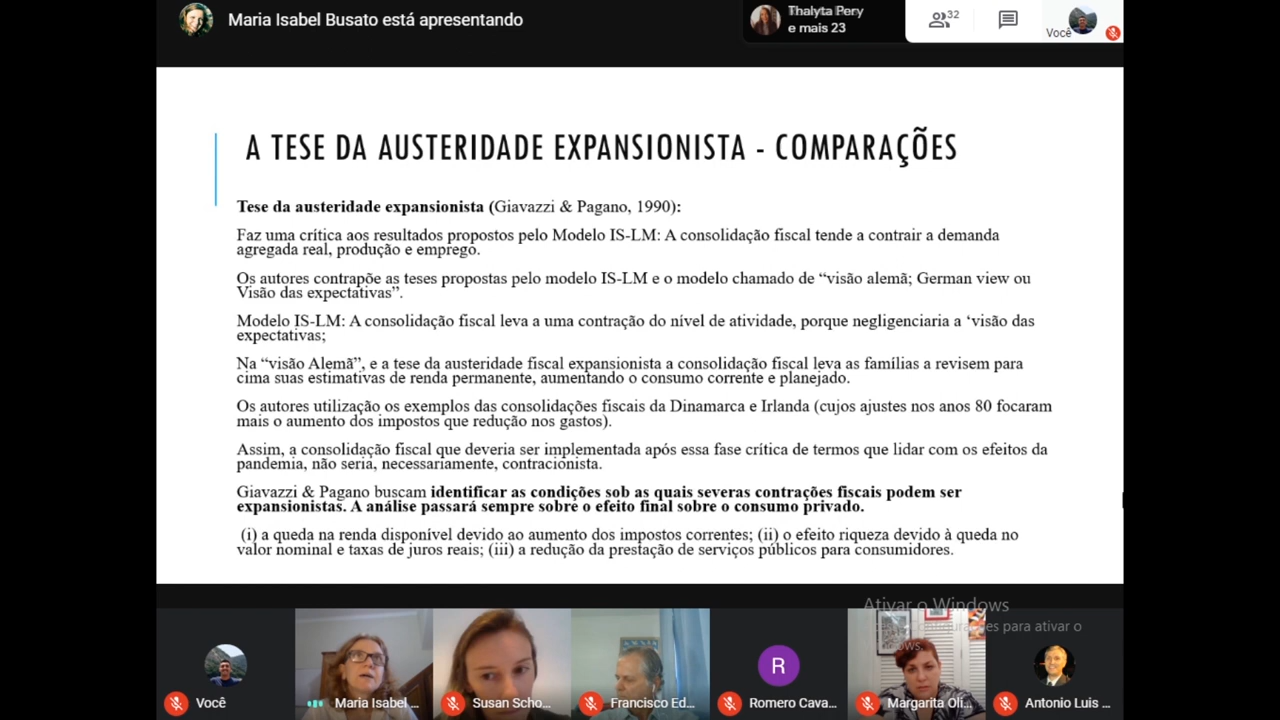 Maria Isabel Busato está apresentando
Thalyta Pery
e mais 23
32
Você
A TESE DA AUSTERIDADE EXPANSIONISTA - COMPARAÇÕES
Tese da austeridade expansionista (Giavazzi & Pagano, 1990):
Faz uma crítica aos resultados propostos pelo Modelo IS-LM: A consolidação fiscal tende a contrair a demanda
agregada real, produção e emprego.
Os autores contrapõe as teses propostas pelo modelo IS-LM e o modelo chamado de “visão alemã; German view ou
Visão das expectativas”.
Modelo IS-LM: A consolidação fiscal leva a uma contração do nível de atividade, porque negligenciaria a ‘visão das
expectativas;
Na “visão Alemã”, e a tese da austeridade fiscal expansionista a consolidação fiscal leva as famílias a revisem para
cima suas estimativas de renda permanente, aumentando o consumo corrente e planejado.
Os autores utilização os exemplos das consolidações fiscais da Dinamarca e Irlanda (cujos ajustes nos anos 80 focaram
mais o aumento dos impostos que redução nos gastos).
Assim, a consolidação fiscal que deveria ser implementada após essa fase crítica de termos que lidar com os efeitos da
pandemia, não seria, necessariamente, contracionista.
Giavazzi & Pagano buscam identificar as condições sob as quais severas contrações fiscais podem ser
expansionistas. A análise passará sempre sobre o efeito final sobre o consumo privado.
(i) a queda na renda disponível devido ao aumento dos impostos correntes; (ii) o efeito riqueza devido à queda no
valor nominal e taxas de juros reais; (iii) a redução da prestação de serviços públicos para consumidores.
Ativar o Windows
para ativar o
R
Você
Maria Isabel ...
Susan Scho...
Francisco Ed...
Romero Cava...
Margarita Oli...
Antonio Luis ...